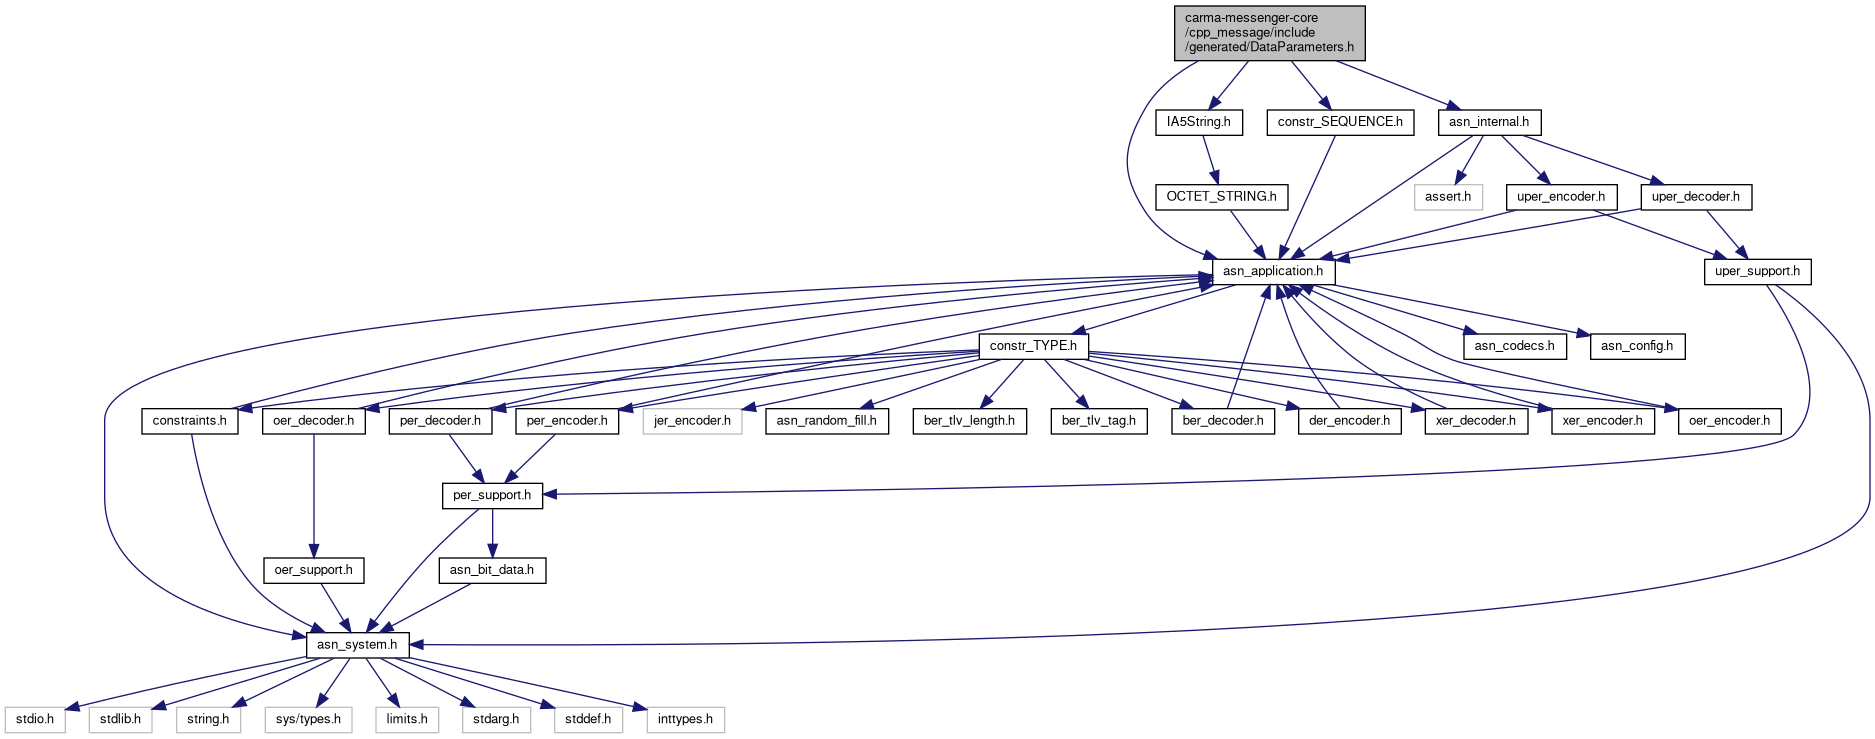 carma-messenger-core
/cpp_message/include
/generated/DataParameters.h
IA5String.h
constr_SEQUENCE.h
asn_internal.h
OCTET_STRING.h
assert.h
uper_encoder.h
uper_decoder.h
asn_application.h
uper_support.h
constr_TYPE.h
asn_codecs.h
asn_config.h
constraints.h
oer_decoder.h
per_decoder.h
per_encoder.h
jer_encoder.h
asn_random_fill.h
ber_tlv_length.h
ber_tlv_tag.h
ber_decoder.h
der_encoder.h
xer_decoder.h
xer_encoder.h
oer_encoder.h
per_support.h
oer_support.h
asn_bit_data.h
asn_system.h
stdio.h
stdlib.h
string.h
sys/types.h
limits.h
stdarg.h
stddef.h
inttypes.h